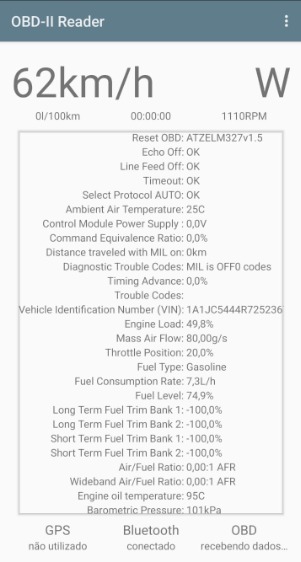 OBD-II Reader
62km/h W
0l/100km 00:00:00 1110RPM
Reset OBD: ATZELM327v1.5
Echo Off: OK
Line Feed Off: OK
Timeout: OK
Select Protocol AUTO: OK
Ambient Air Temperature: 25C
Control Module Power Supply : 0,0V
Command Equivalence Ratio: 0,0%
Distance traveled with MIL on: 0km
Diagnostic Trouble Codes: MIL is OFF0 codes
Timing Advance: 0,0%
Trouble Codes:
Vehicle Identification Number (VIN): 1A1JC5444R725236
Engine Load: 49,8%
Mass Air Flow: 80,00g/s
Throttle Position: 20,0%
Fuel Type: Gasoline
Fuel Consumption Rate: 7,3L/h
Fuel Level: 74,9%
Long Term Fuel Trim Bank 1: -100,0%
Long Term Fuel Trim Bank 2: -100,0%
Short Term Fuel Trim Bank 1: -100,0%
Short Term Fuel Trim Bank 2: -100,0%
Air/Fuel Ratio: 0,00:1 AFR
Wideband Air/Fuel Ratio: 0,00:1 AFR
Engine oil temperature: 95C
Barometric Pressure: 101kPa
GPS Bluetooth OBD
não utilizado conectado recebendo dados...